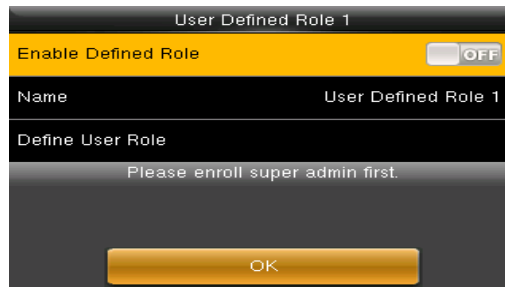 User Defined Role 1
Enable Defined Role OFF
Name User Defined Role 1
Define User Role
Please enroll super admin first.
OK